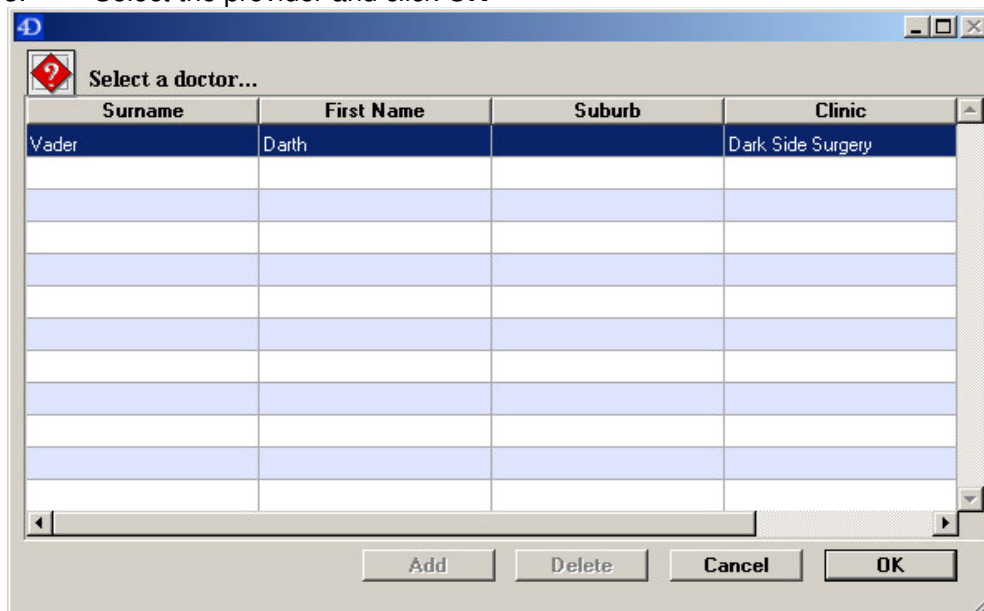 Select the provider and click OK
4D
Select a doctor...
Surname First Name Suburb Clinic
Vader Darth Dark Side Surgery
Add Delete Cancel OK